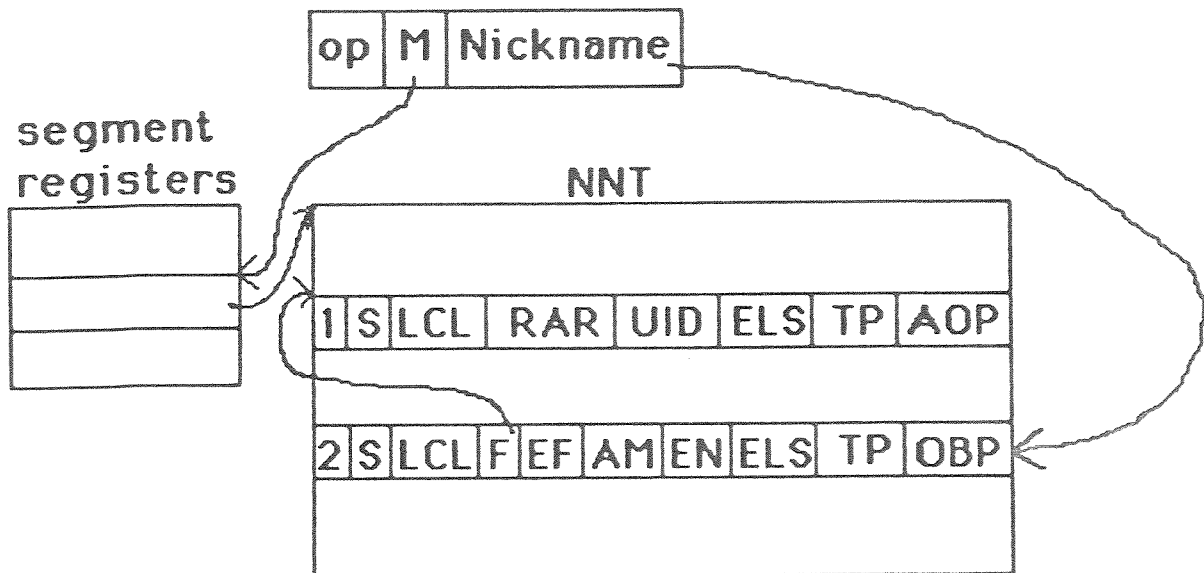 op M Nickname
segment
registers
NNT
1 S LCL RAR UID ELS TP AOP
2 S LCL F EF AM EN ELS TP OBP